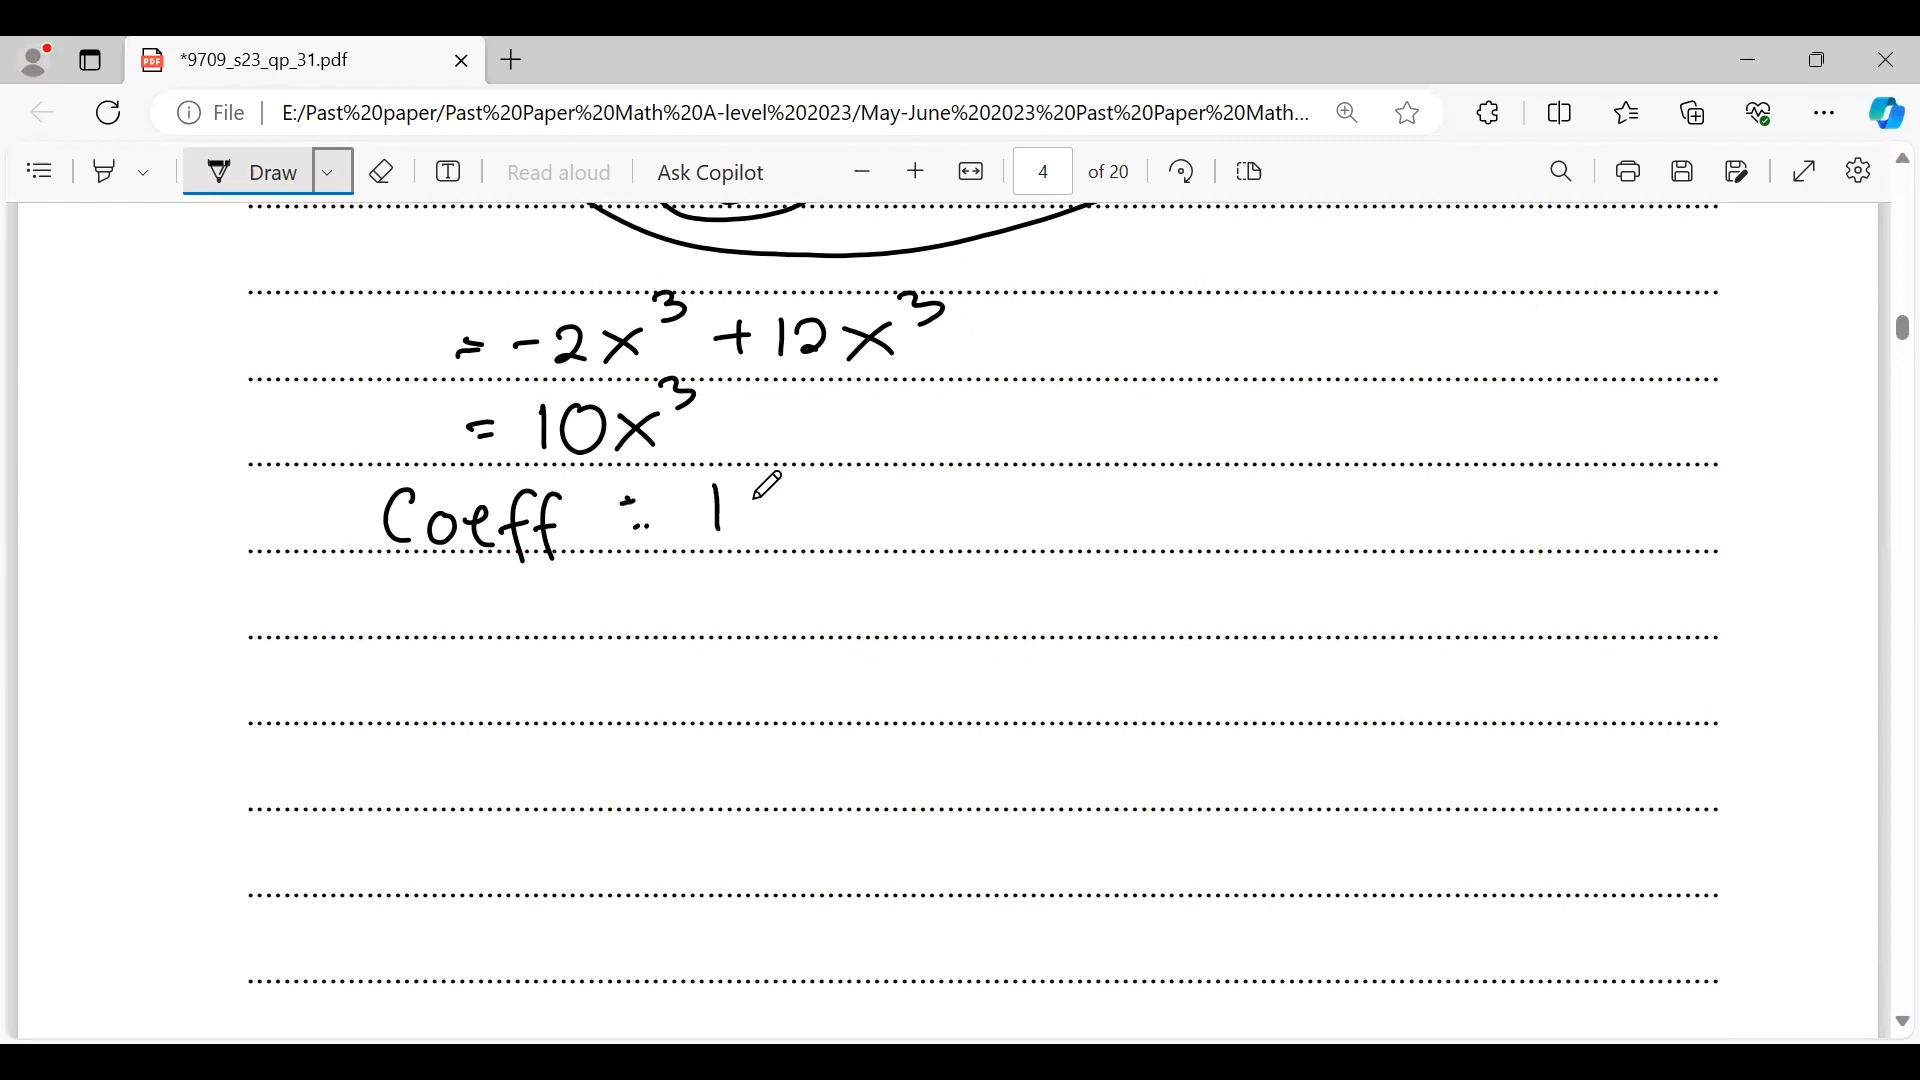 *9709_s23_qp_31.pdf
File
E:/Past%20paper/Past%20Paper%20Math%20A-level%202023/May-June%202023%20Past%20Paper%20Math...
Draw
Read aloud
Ask Copilot
4 of 20
= -2x³ + 12x³
= 10x³
Coeff : 1